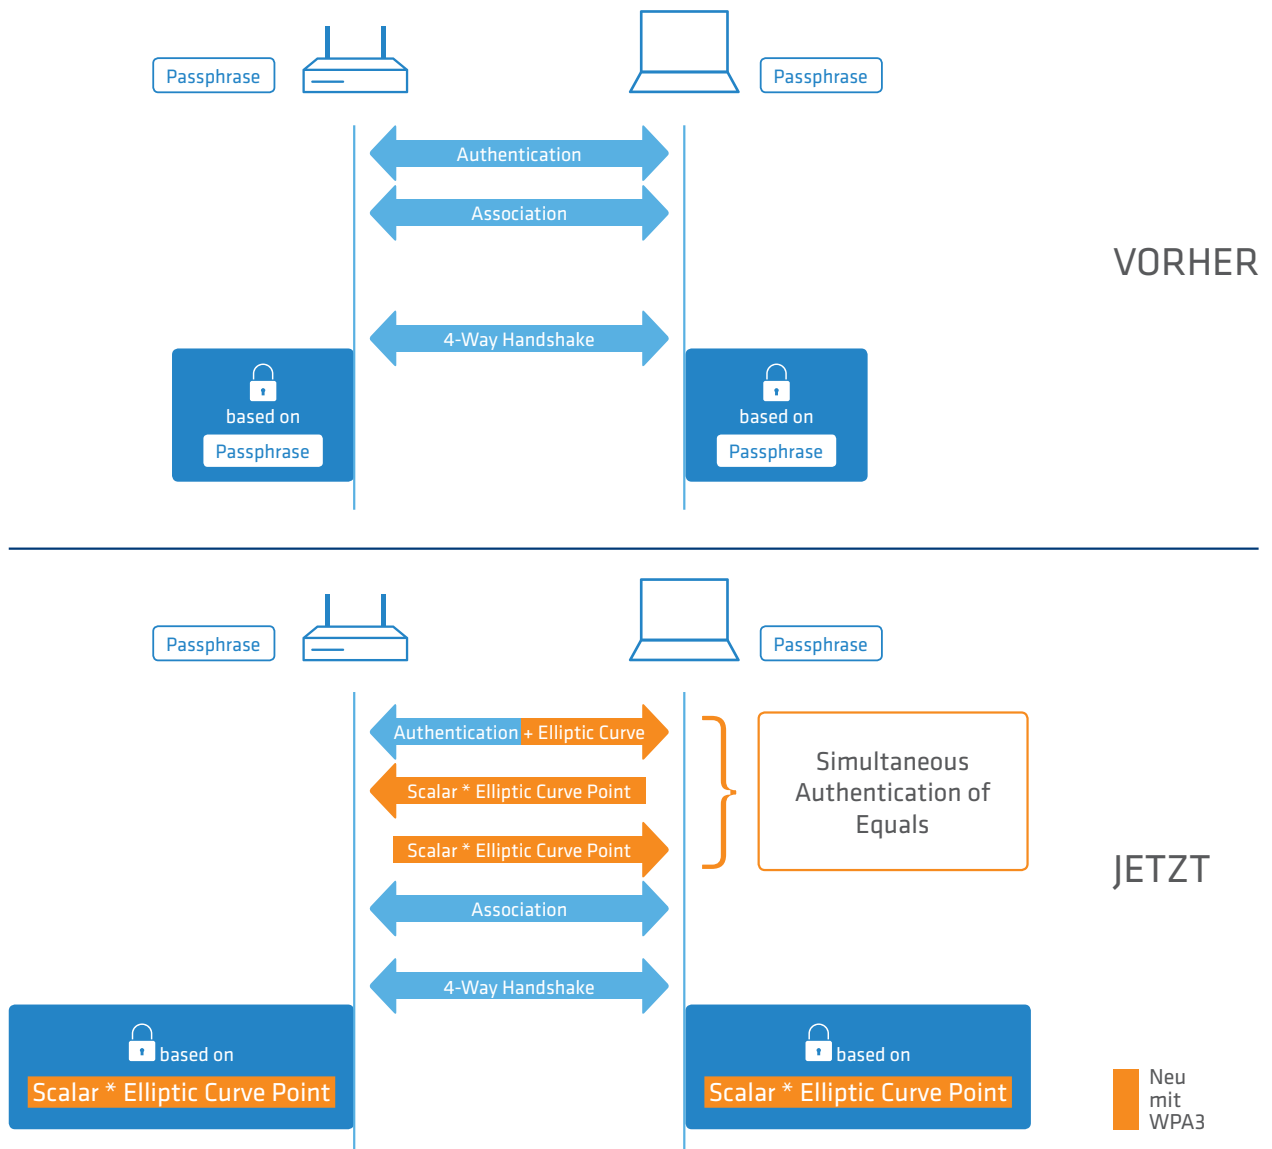 Passphrase
Passphrase
Authentication
Association
VORHER
4-Way Handshake
based on
Passphrase
based on
Passphrase
Passphrase
Passphrase
Authentication + Elliptic Curve
Scalar * Elliptic Curve Point
Scalar * Elliptic Curve Point
Simultaneous
Authentication of
Equals
JETZT
Association
4-Way Handshake
based on
Scalar * Elliptic Curve Point
based on
Scalar * Elliptic Curve Point
Neu
mit
WPA3